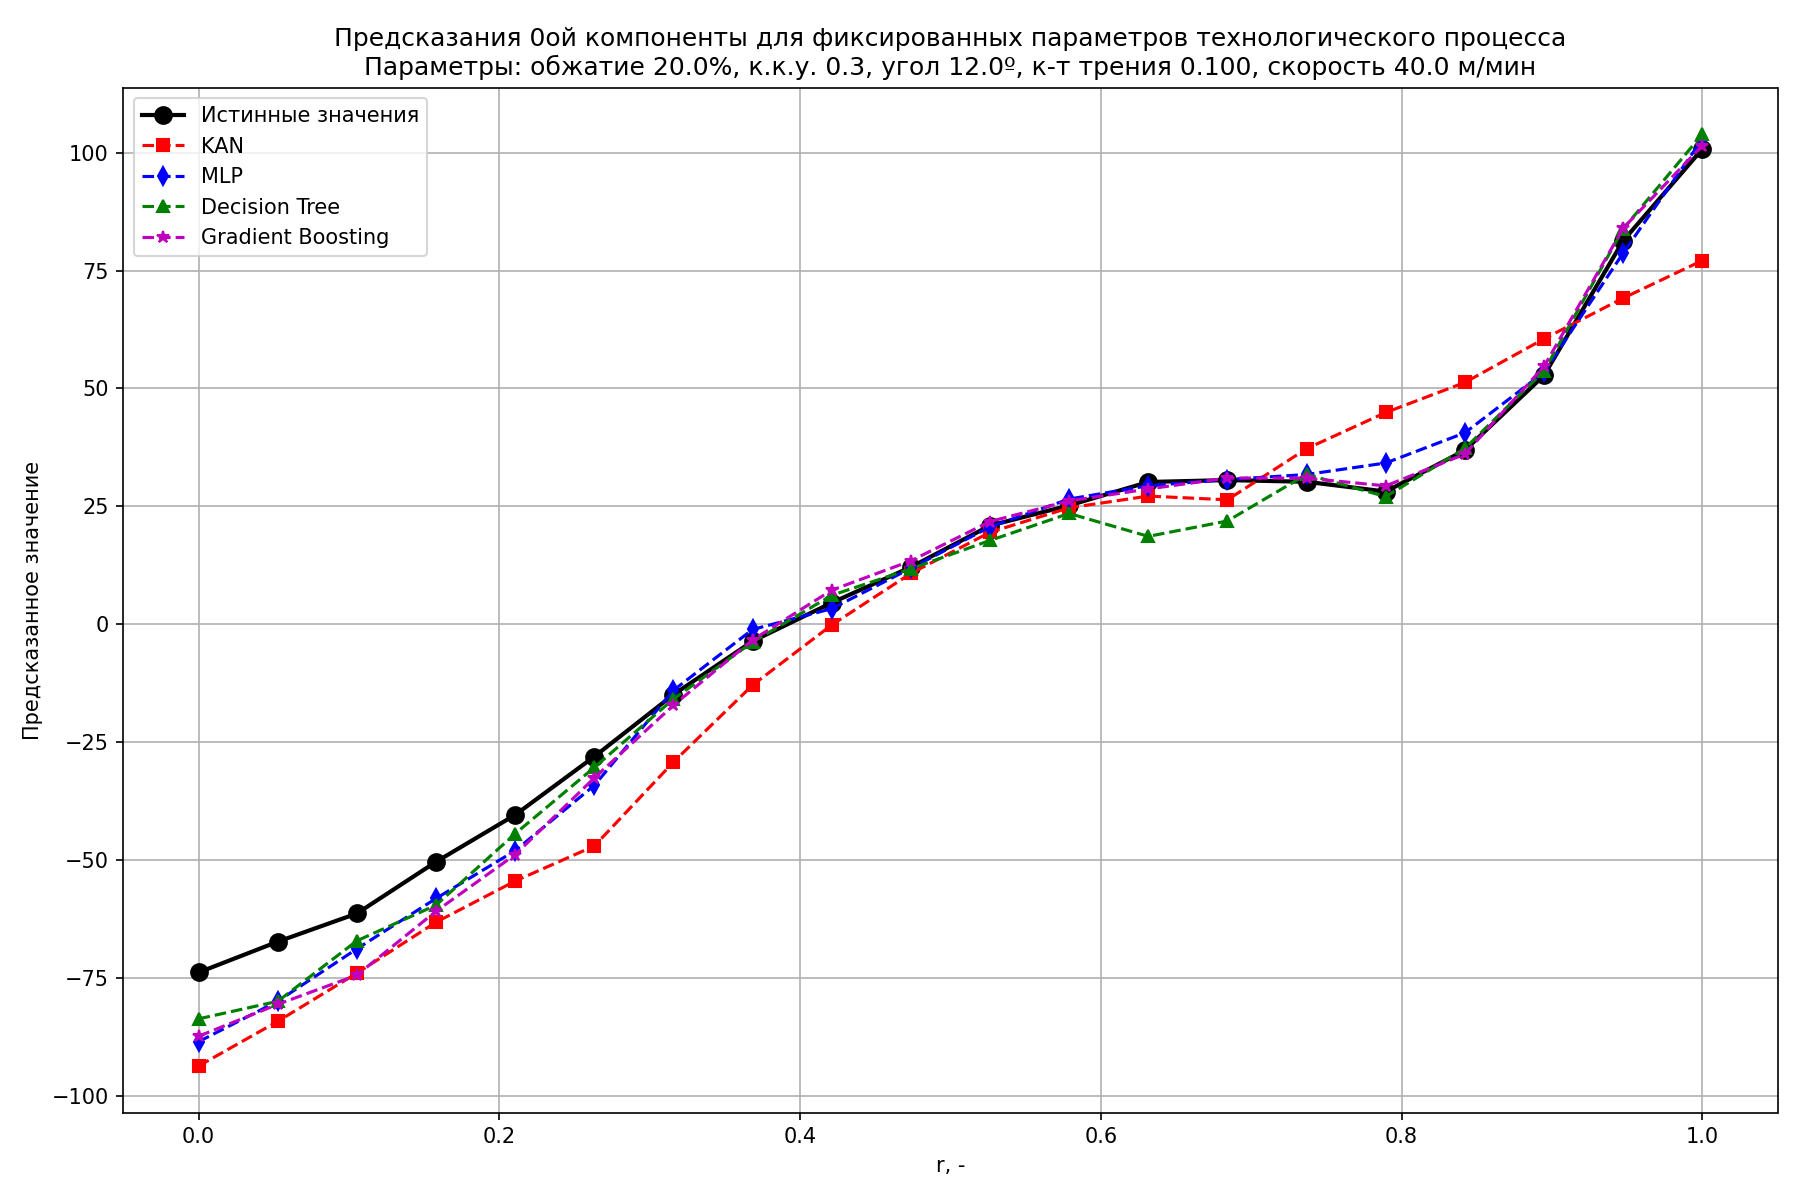 Предсказания 0ой компоненты для фиксированных параметров технологического процесса
Параметры: обжатие 20.0%, к.к.у. 0.3, угол 12.0º, к-т трения 0.100, скорость 40.0 м/мин
Истинные значения
KAN
MLP
Decision Tree
Gradient Boosting
Предсказанное значение
100
75
50
25
0
−25
−50
−75
−100
0.0 0.2 0.4 0.6 0.8 1.0
r, -